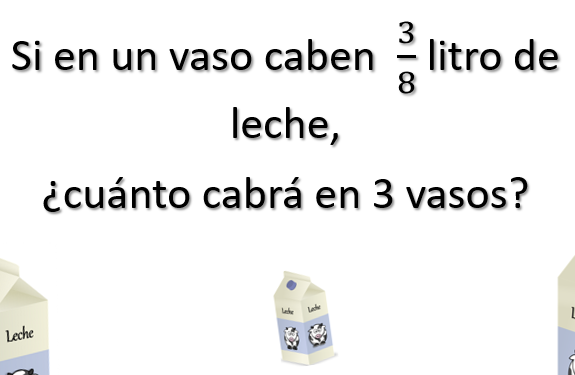 Si en un vaso caben 3/8 litro de
leche,
¿cuánto cabrá en 3 vasos?
Leche
Leche
Leche
L